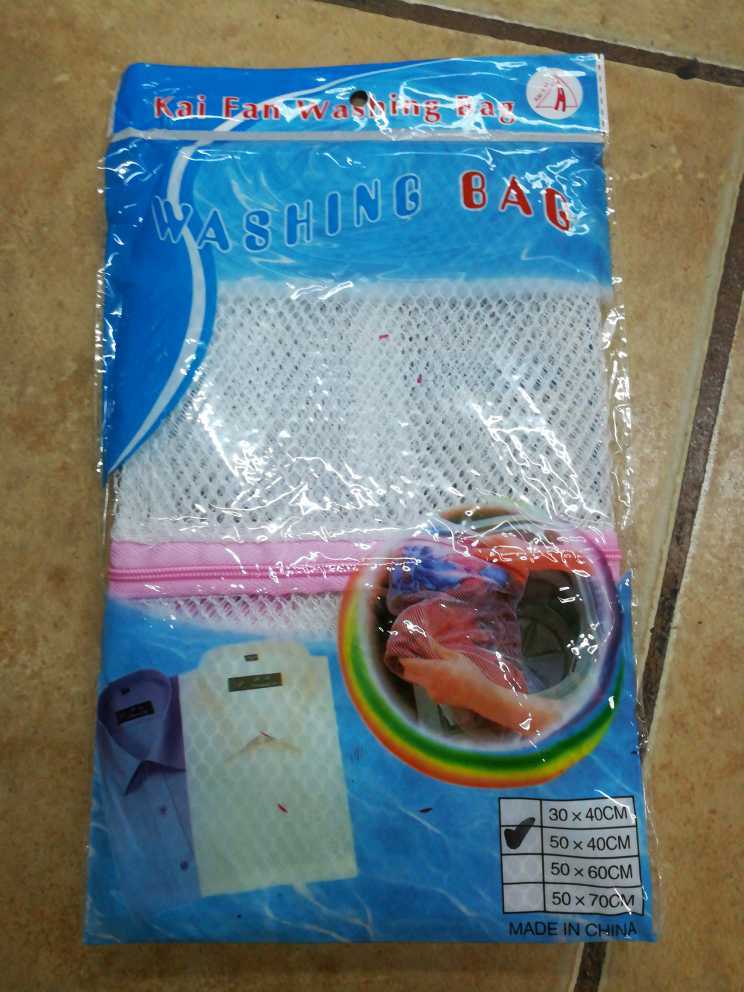 Kai Fan Washing Bag
WASHING BAG
30 × 40CM
50 × 40CM
50 × 60CM
50 × 70CM
MADE IN CHINA